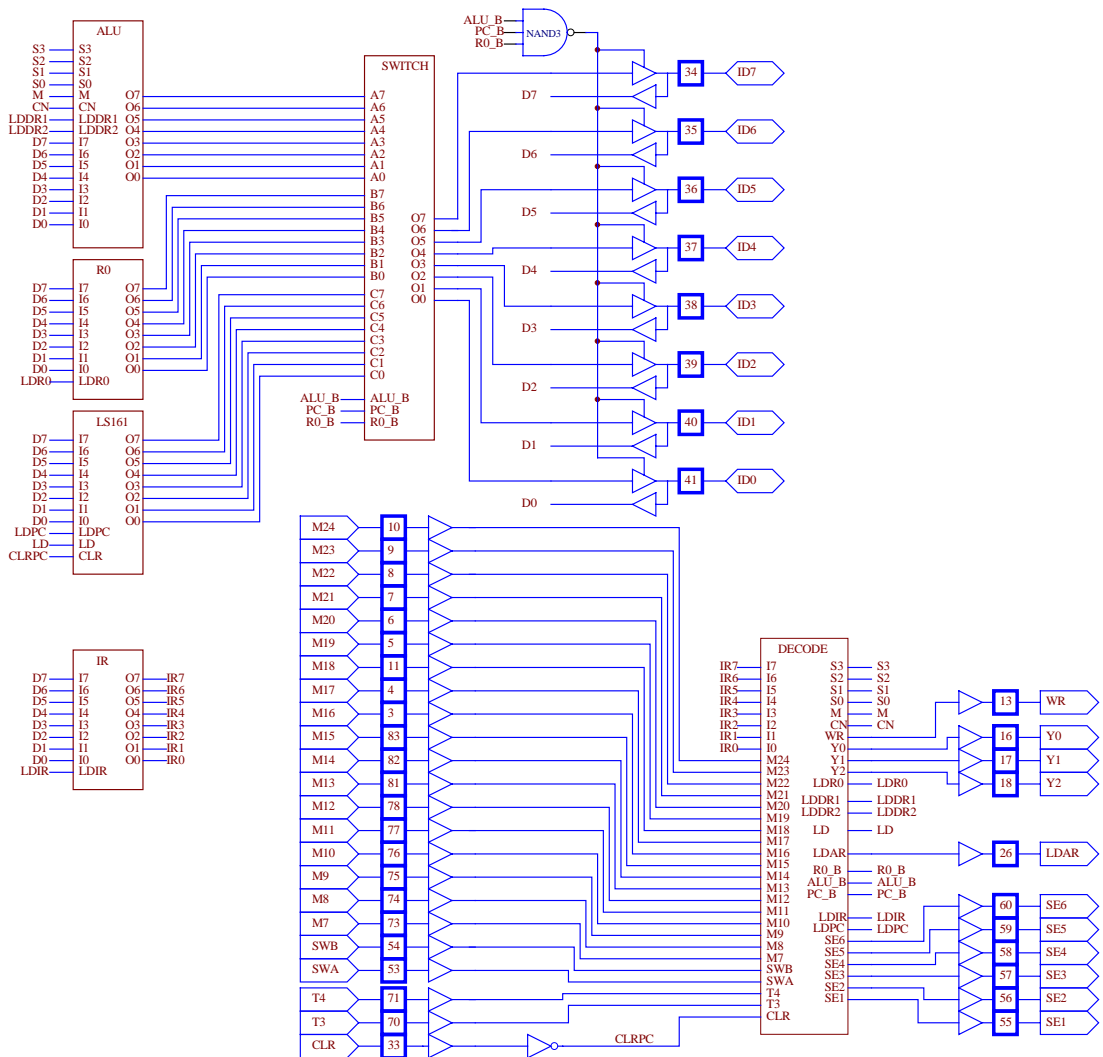 ALU
S3 S3
S2 S2
S1 S1
S0 S0
M M O7
CN CN O6
LDDR1 LDDR1 O5
LDDR2 LDDR2 O4
D7 I7 O3
D6 I6 O2
D5 I5 O1
D4 I4 O0
D3 I3
D2 I2
D1 I1
D0 I0
R0
D7 I7 O7
D6 I6 O6
D5 I5 O5
D4 I4 O4
D3 I3 O3
D2 I2 O2
D1 I1 O1
D0 I0 O0
LDR0 LDR0
LS161
D7 I7 O7
D6 I6 O6
D5 I5 O5
D4 I4 O4
D3 I3 O3
D2 I2 O2
D1 I1 O1
D0 I0 O0
LDPC LDPC
LD LD
CLRPC CLR
IR
D7 I7 O7 IR7
D6 I6 O6 IR6
D5 I5 O5 IR5
D4 I4 O4 IR4
D3 I3 O3 IR3
D2 I2 O2 IR2
D1 I1 O1 IR1
D0 I0 O0 IR0
LDIR LDIR
SWITCH
A7
A6
A5
A4
A3
A2
A1
A0
B7
B6
B5 O7
B4 O6
B3 O5
B2 O4
B1 O3
B0 O2
C7 O1
C6 O0
C5
C4
C3
C2
C1
C0
ALU_B ALU_B
PC_B PC_B
R0_B R0_B
ALU_B
PC_B NAND3
R0_B
34 ID7
D7
35 ID6
D6
36 ID5
D5
37 ID4
D4
38 ID3
D3
39 ID2
D2
40 ID1
D1
41 ID0
D0
M24 10
M23 9
M22 8
M21 7
M20 6
M19 5
M18 11
M17 4
M16 3
M15 83
M14 82
M13 81
M12 78
M11 77
M10 76
M9 75
M8 74
M7 73
SWB 54
SWA 53
T4 71
T3 70
CLR 33 CLRPC
DECODE
IR7 I7 S3 S3
IR6 I6 S2 S2
IR5 I5 S1 S1
IR4 I4 S0 S0
IR3 I3 M M
IR2 I2 CN CN
IR1 I1 WR
IR0 I0 Y0
M24 Y1
M23 Y2
M22 LDR0 LDR0
M21 LDDR1 LDDR1
M20 LDDR2 LDDR2
M19
M18 LD LD
M17
M16 LDAR
M15
M14 R0_B R0_B
M13 ALU_B ALU_B
M12 PC_B PC_B
M11
M10 LDIR LDIR
M9 LDPC LDPC
M8 SE6
M7 SE5
SWB SE4
SWA SE3
T4 SE2
T3 SE1
CLR
13 WR
16 Y0
17 Y1
18 Y2
26 LDAR
60 SE6
59 SE5
58 SE4
57 SE3
56 SE2
55 SE1